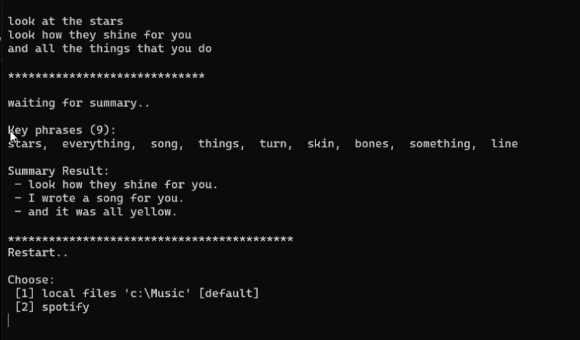 look at the stars
look how they shine for you
and all the things that you do
*****************************
waiting for summary..
Key phrases (9):
stars,  everything,  song,  things,  turn,  skin,  bones,  something,  line
Summary Result:
- look how they shine for you.
- I wrote a song for you.
- and it was all yellow.
******************************************
Restart..
Choose:
[1] local files 'c:\Music' [default]
[2] spotify